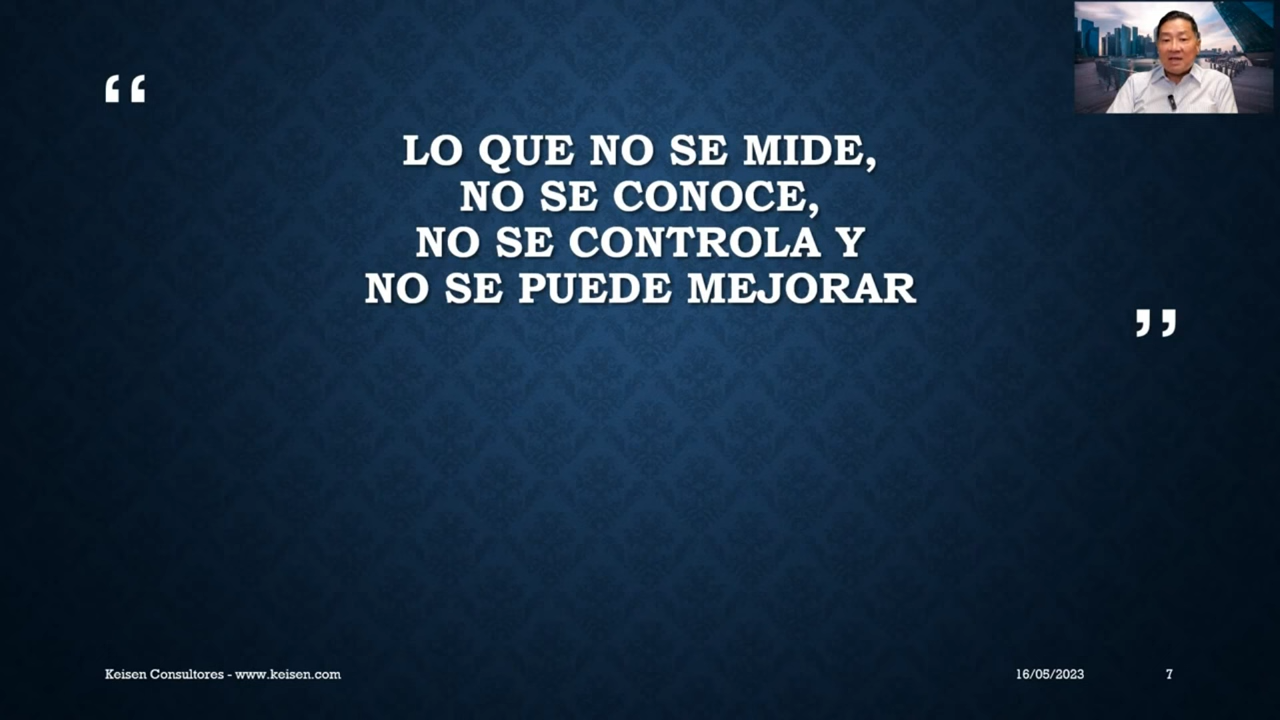 “
LO QUE NO SE MIDE,
NO SE CONOCE,
NO SE CONTROLA Y
NO SE PUEDE MEJORAR
”
Keisen Consultores - www.keisen.com
16/05/2023
7